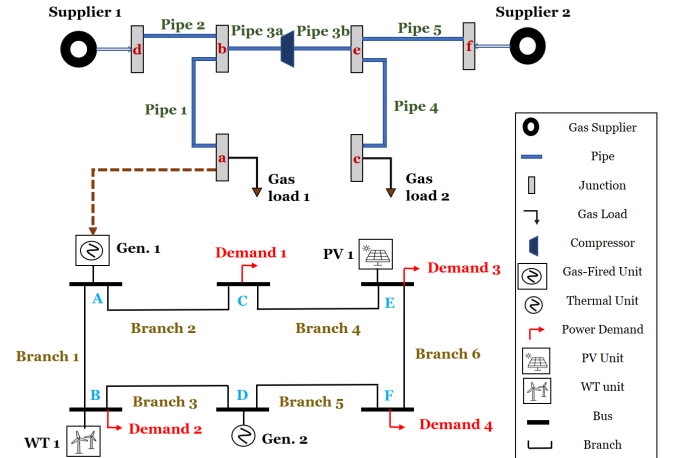 Supplier 1
Supplier 2
Pipe 2
Pipe 3a
Pipe 3b
Pipe 5
d
b
e
f
Pipe 1
Pipe 4
a
c
Gas
load 1
Gas
load 2
Gen. 1
Demand 1
PV 1
Demand 3
A
C
E
Branch 2
Branch 4
Branch 1
Branch 6
B
D
F
Branch 3
Branch 5
WT 1
Demand 2
Gen. 2
Demand 4
Gas Supplier
Pipe
Junction
Gas Load
Compressor
Gas-Fired Unit
Thermal Unit
Power Demand
PV Unit
WT unit
Bus
Branch